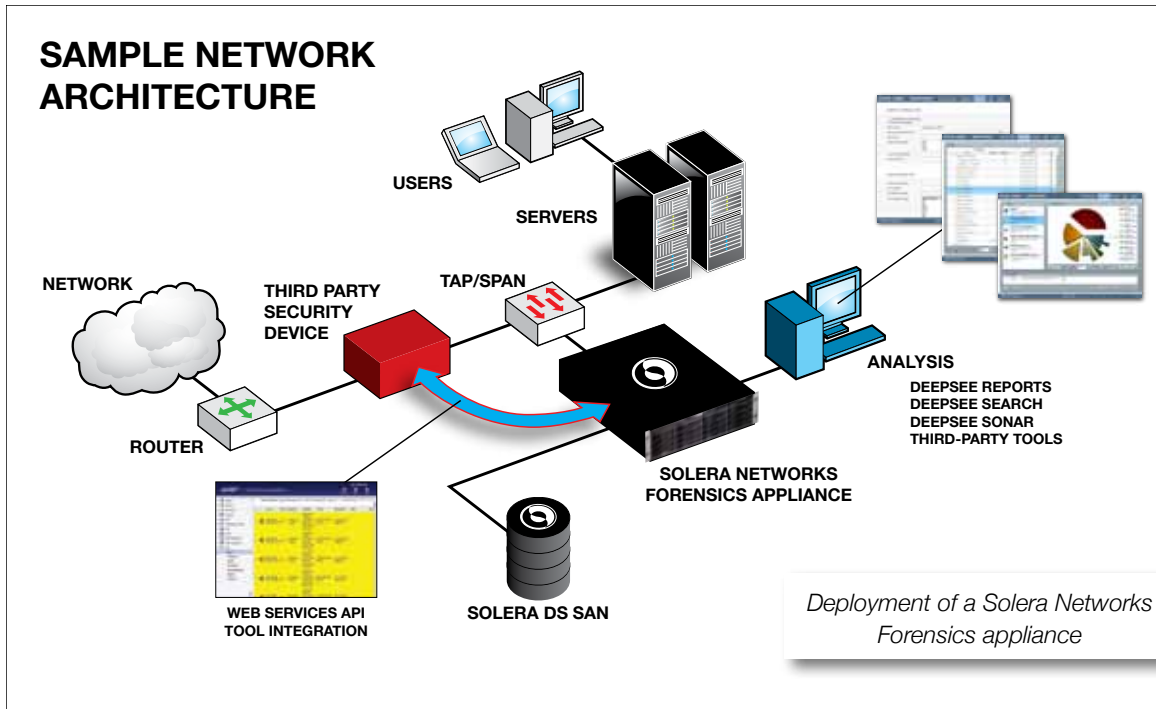 SAMPLE NETWORK
ARCHITECTURE
USERS
SERVERS
NETWORK
THIRD PARTY
SECURITY
DEVICE
TAP/SPAN
ROUTER
ANALYSIS
DEEPSEE REPORTS
DEEPSEE SEARCH
DEEPSEE SONAR
THIRD-PARTY TOOLS
SOLERA NETWORKS
FORENSICS APPLIANCE
WEB SERVICES API
TOOL INTEGRATION
SOLERA DS SAN
Deployment of a Solera Networks
Forensics appliance